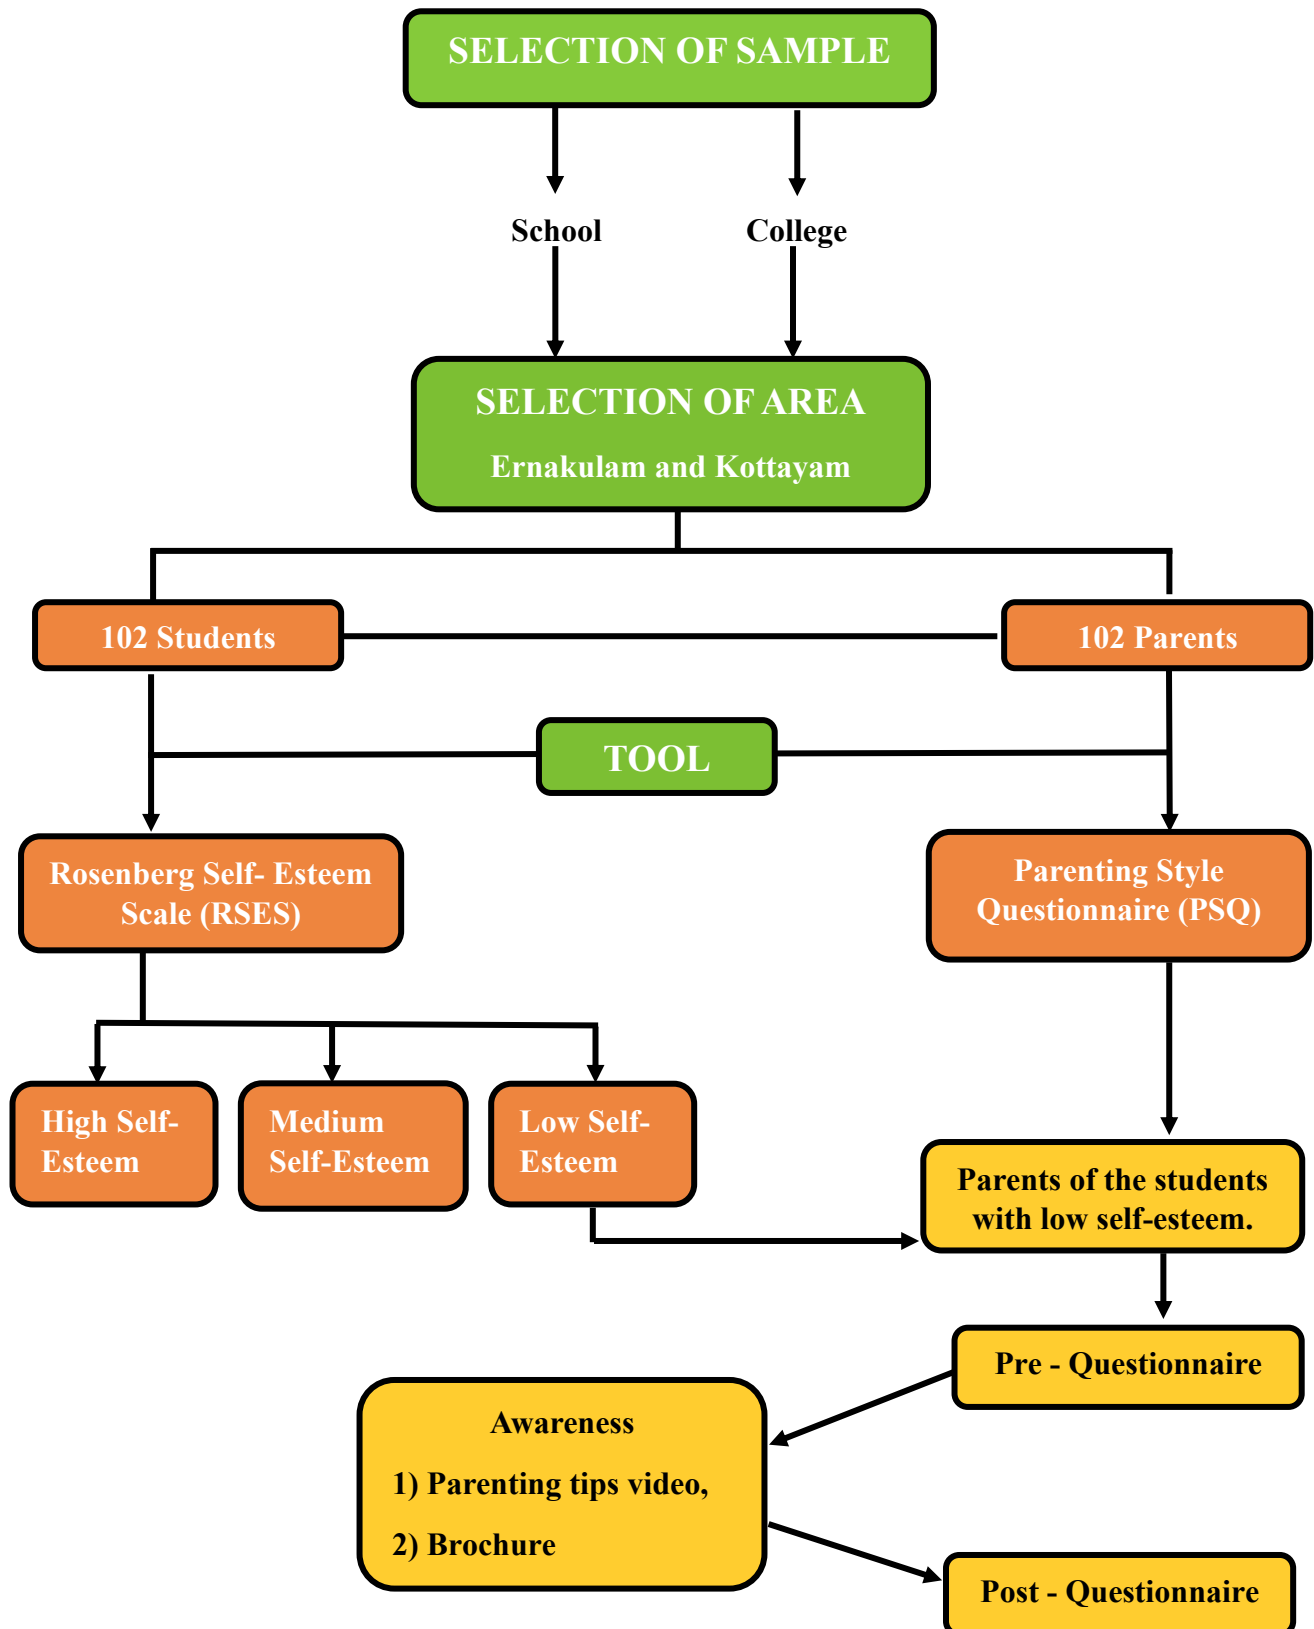 SELECTION OF SAMPLE
School
College
SELECTION OF AREA
Ernakulam and Kottayam
102 Students
102 Parents
TOOL
Rosenberg Self- Esteem
Scale (RSES)
Parenting Style
Questionnaire (PSQ)
High Self-
Esteem
Medium
Self-Esteem
Low Self-
Esteem
Parents of the students
with low self-esteem.
Pre - Questionnaire
Awareness
1) Parenting tips video,
2) Brochure
Post - Questionnaire